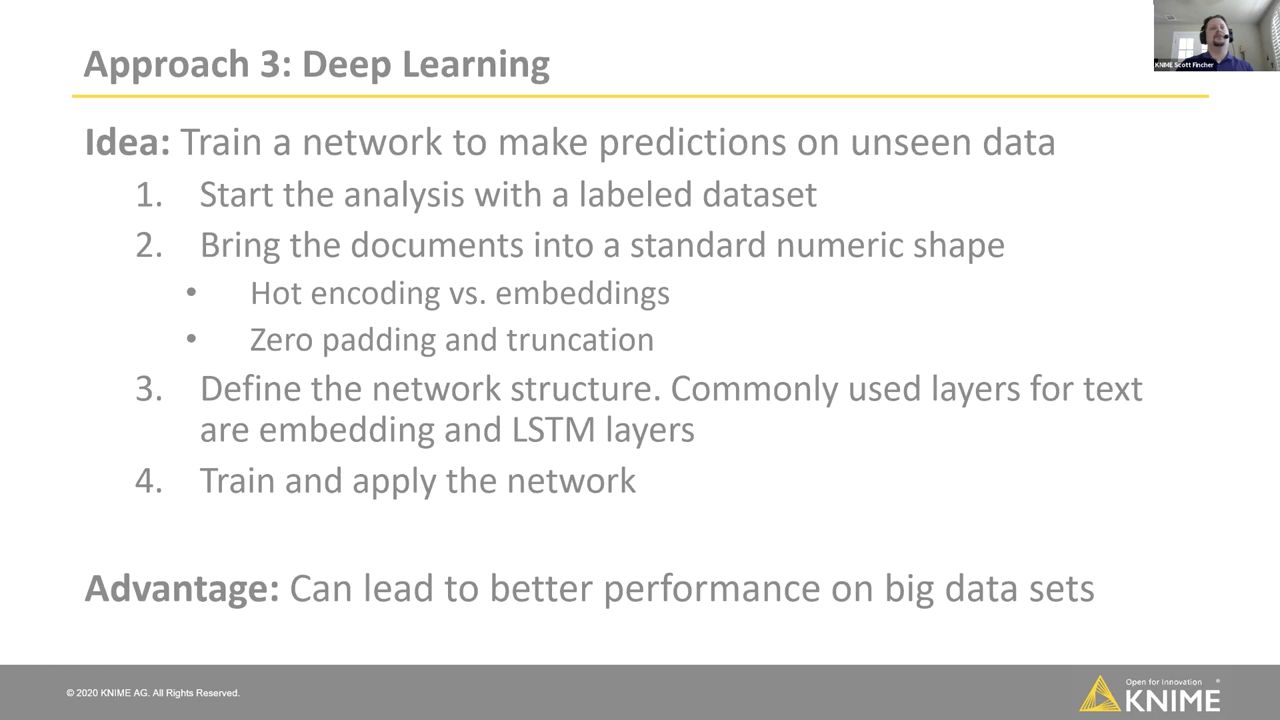 Approach 3: Deep Learning
KNIME Scott Fincher
Idea: Train a network to make predictions on unseen data
1. Start the analysis with a labeled dataset
2. Bring the documents into a standard numeric shape
• Hot encoding vs. embeddings
• Zero padding and truncation
3. Define the network structure. Commonly used layers for text
are embedding and LSTM layers
4. Train and apply the network
Advantage: Can lead to better performance on big data sets
© 2020 KNIME AG. All Rights Reserved.
Open for Innovation ®
KNIME